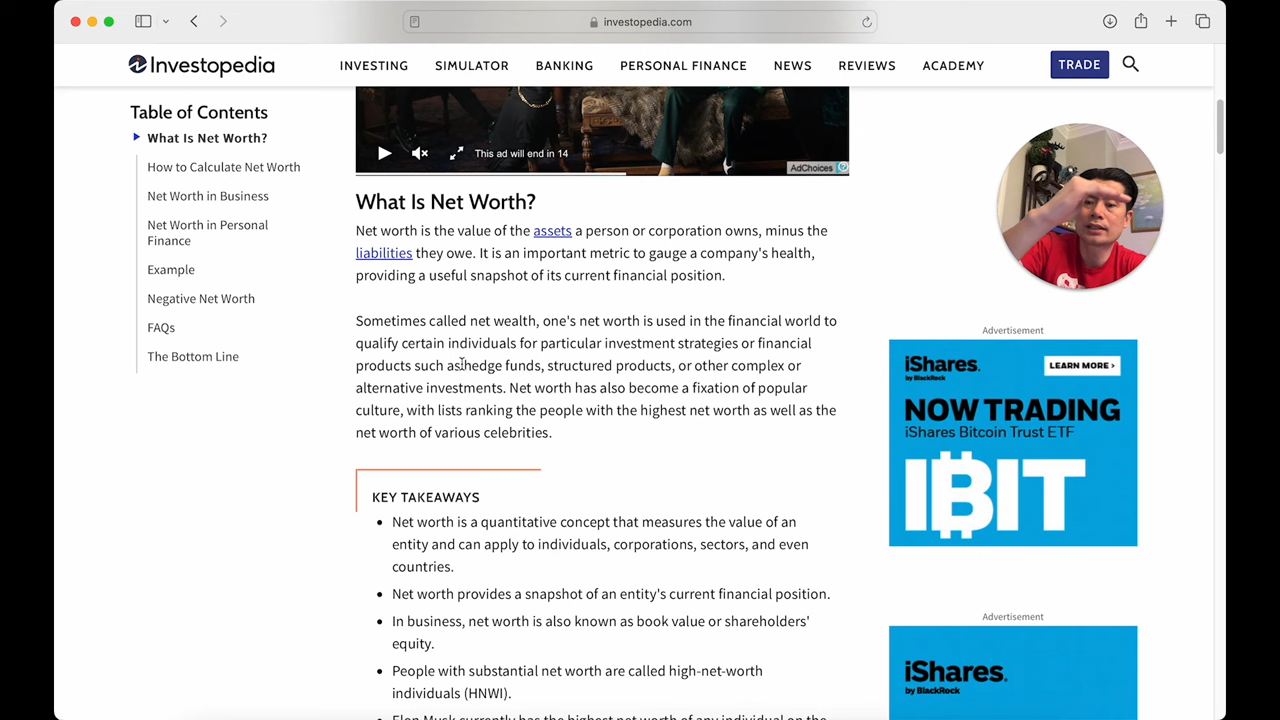 investopedia.com
Investopedia
INVESTING
SIMULATOR
BANKING
PERSONAL FINANCE
NEWS
REVIEWS
ACADEMY
TRADE
Table of Contents
What Is Net Worth?
How to Calculate Net Worth
Net Worth in Business
Net Worth in Personal
Finance
Example
Negative Net Worth
FAQs
The Bottom Line
This ad will end in 14
AdChoices
What Is Net Worth?
Net worth is the value of the assets a person or corporation owns, minus the
liabilities they owe. It is an important metric to gauge a company's health,
providing a useful snapshot of its current financial position.
Sometimes called net wealth, one's net worth is used in the financial world to
qualify certain individuals for particular investment strategies or financial
products such as hedge funds, structured products, or other complex or
alternative investments. Net worth has also become a fixation of popular
culture, with lists ranking the people with the highest net worth as well as the
net worth of various celebrities.
KEY TAKEAWAYS
• Net worth is a quantitative concept that measures the value of an
entity and can apply to individuals, corporations, sectors, and even
countries.
• Net worth provides a snapshot of an entity's current financial position.
• In business, net worth is also known as book value or shareholders'
equity.
• People with substantial net worth are called high-net-worth
individuals (HNWI).
Elon Musk currently has the highest net worth of any individual on the
Advertisement
iShares.
by BlackRock
LEARN MORE >
NOW TRADING
iShares Bitcoin Trust ETF
IBIT
Advertisement
iShares.
by BlackRock